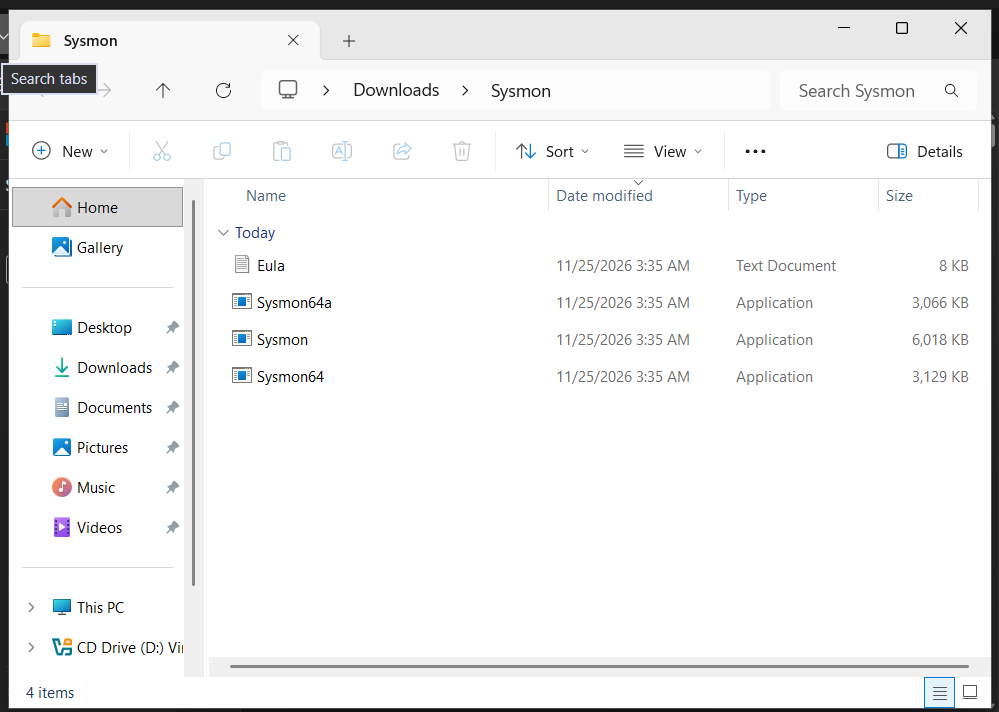 Sysmon
Search tabs
Downloads
Sysmon
Search Sysmon
New
Sort
View
Details
Home
Gallery
Desktop
Downloads
Documents
Pictures
Music
Videos
This PC
CD Drive (D:) Vi
Name Date modified Type Size
Today
Eula 11/25/2026 3:35 AM Text Document 8 KB
Sysmon64a 11/25/2026 3:35 AM Application 3,066 KB
Sysmon 11/25/2026 3:35 AM Application 6,018 KB
Sysmon64 11/25/2026 3:35 AM Application 3,129 KB
4 items